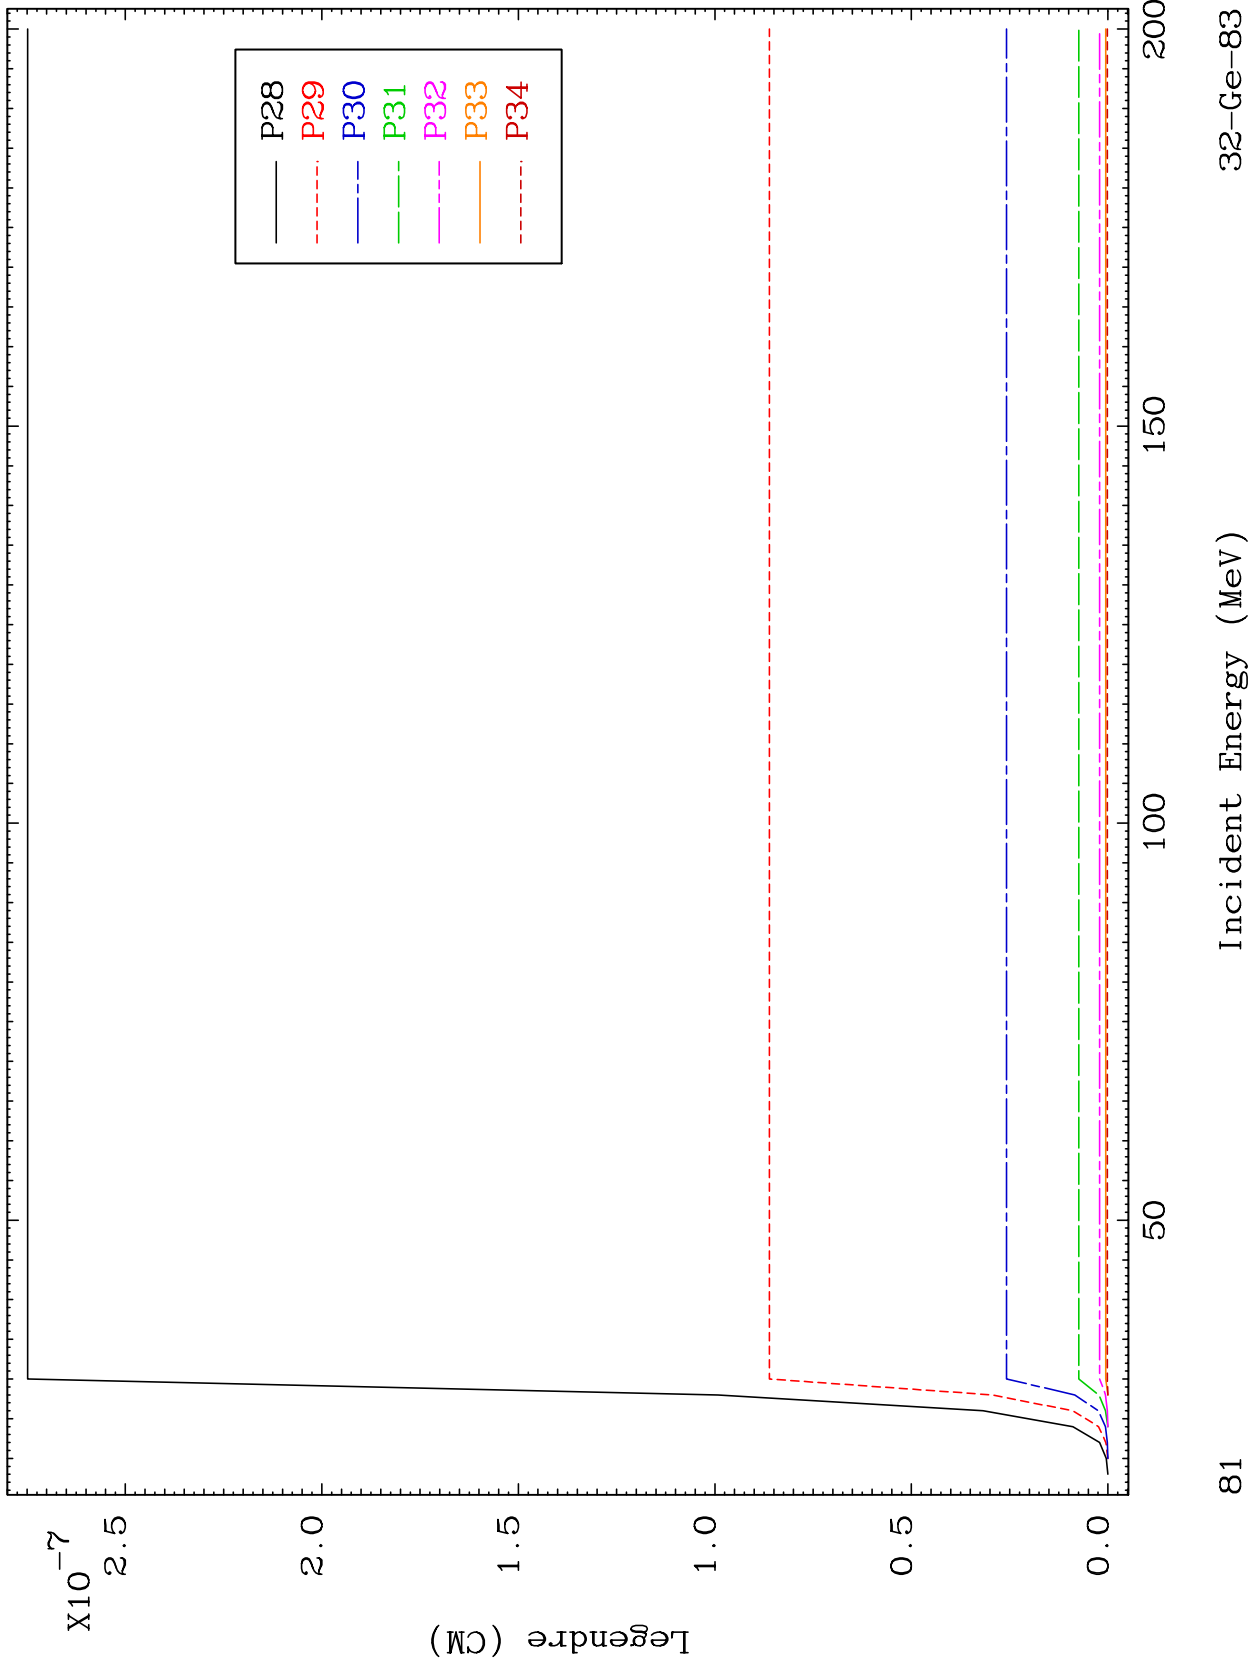 X10-7
2.5
2.0
1.5
1.0
0.5
0.0
Legendre (CM)
P28
P29
P30
P31
P32
P33
P34
50
100
150
200
81
Incident Energy (MeV)
32-Ge-83